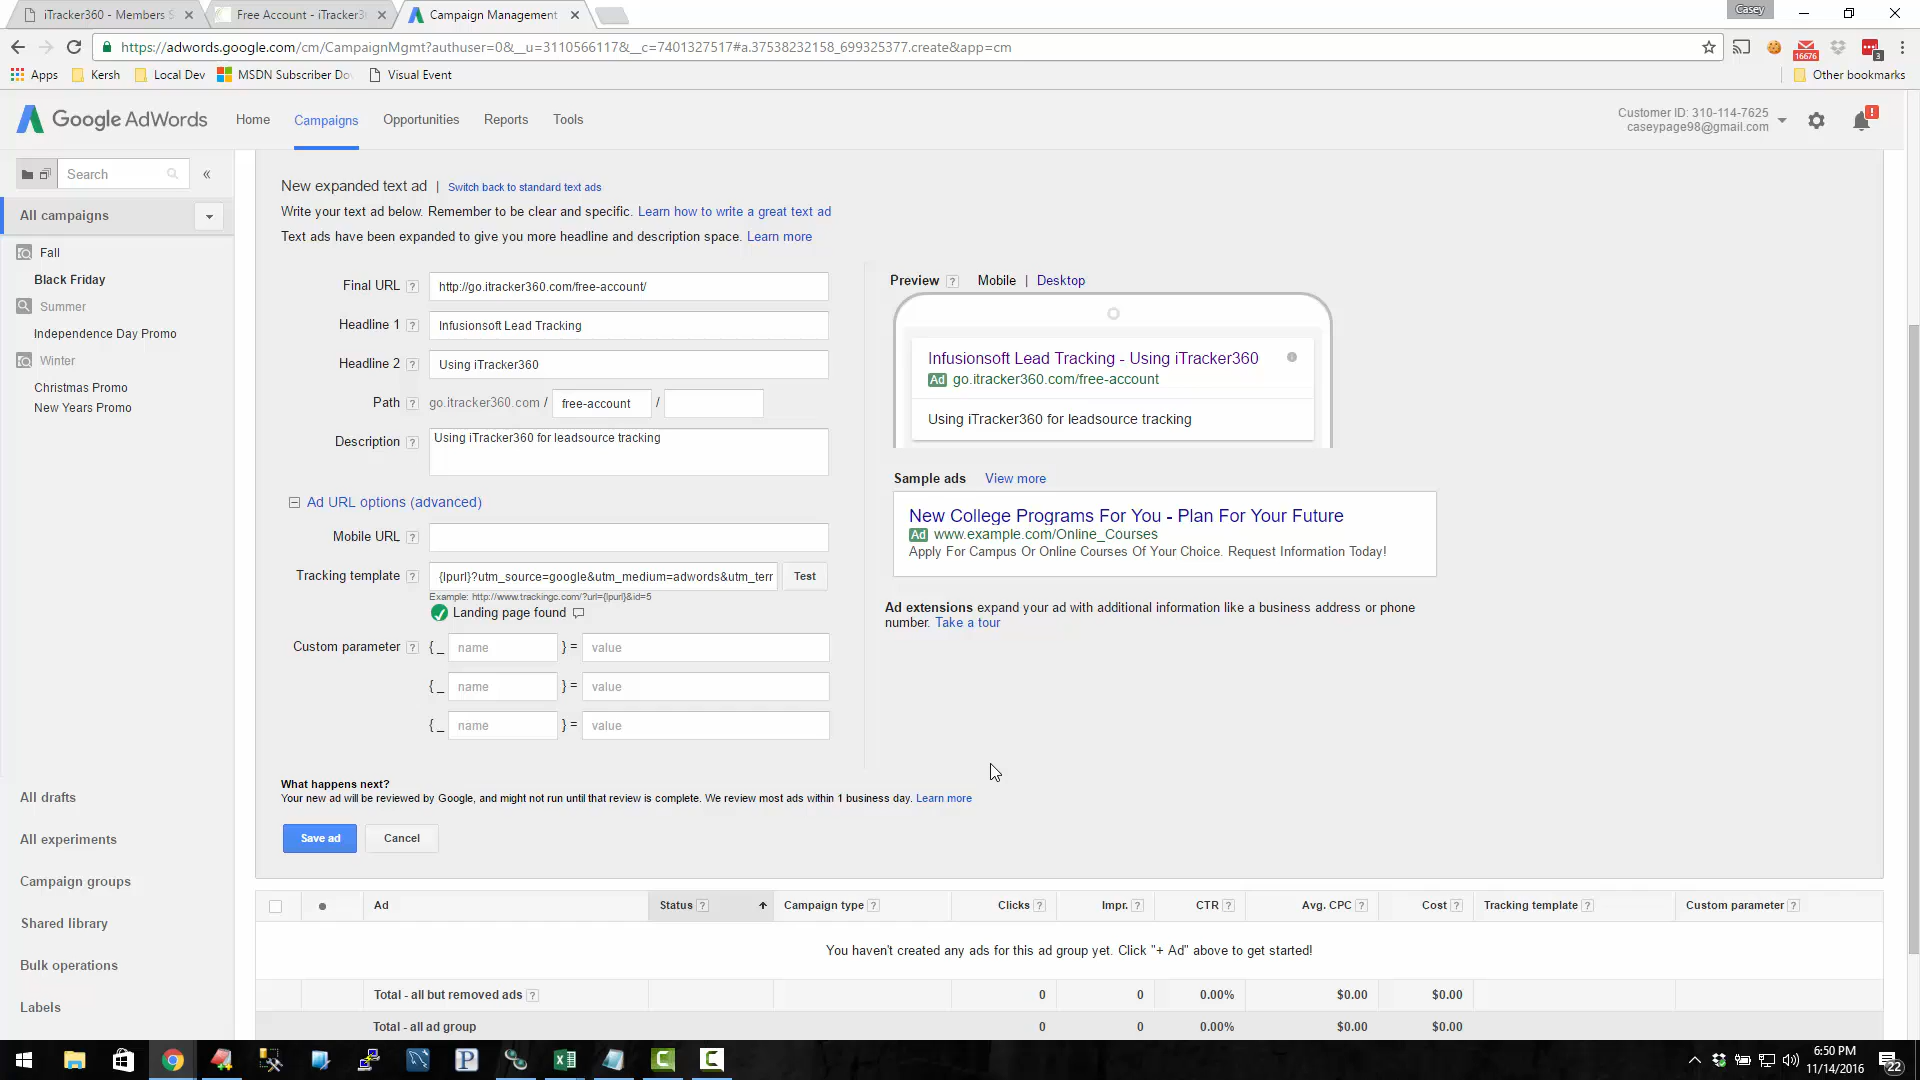 iTracker360 - Members S
Free Account - iTracker3
Campaign Management
Casey
https://adwords.google.com/cm/CampaignMgmt?authuser=0&__u=3110566117&__c=7401327517#a.37538232158_699325377.create&app=cm
16676
3
Apps
Kersh
Local Dev
MSDN Subscriber Do
Visual Event
Other bookmarks
Google AdWords
Home
Campaigns
Opportunities
Reports
Tools
Customer ID: 310-114-7625
caseypage98@gmail.com
!
Search
«
All campaigns
Fall
Black Friday
Summer
Independence Day Promo
Winter
Christmas Promo
New Years Promo
All drafts
All experiments
Campaign groups
Shared library
Bulk operations
Labels
New expanded text ad | Switch back to standard text ads
Write your text ad below. Remember to be clear and specific. Learn how to write a great text ad
Text ads have been expanded to give you more headline and description space. Learn more
Final URL ? http://go.itracker360.com/free-account/
Headline 1 ? Infusionsoft Lead Tracking
Headline 2 ? Using iTracker360
Path ? go.itracker360.com / free-account /
Description ? Using iTracker360 for leadsource tracking
Ad URL options (advanced)
Mobile URL ?
Tracking template ? {lpurl}?utm_source=google&utm_medium=adwords&utm_terr Test
Example: http://www.trackingc.com/?url={lpurl}&id=5
Landing page found
Custom parameter ? {_ name } = value
{_ name } = value
{_ name } = value
Preview ? Mobile | Desktop
Infusionsoft Lead Tracking - Using iTracker360
Ad go.itracker360.com/free-account
Using iTracker360 for leadsource tracking
Sample ads View more
New College Programs For You - Plan For Your Future
Ad www.example.com/Online_Courses
Apply For Campus Or Online Courses Of Your Choice. Request Information Today!
Ad extensions expand your ad with additional information like a business address or phone
number. Take a tour
What happens next?
Your new ad will be reviewed by Google, and might not run until that review is complete. We review most ads within 1 business day. Learn more
Save ad
Cancel
Ad Status ? Campaign type ? Clicks ? Impr. ? CTR ? Avg. CPC ? Cost ? Tracking template ? Custom parameter ?
You haven't created any ads for this ad group yet. Click "+ Ad" above to get started!
Total - all but removed ads ? 0 0 0.00% $0.00 $0.00
Total - all ad group 0 0 0.00% $0.00 $0.00
6:50 PM
11/14/2016
22